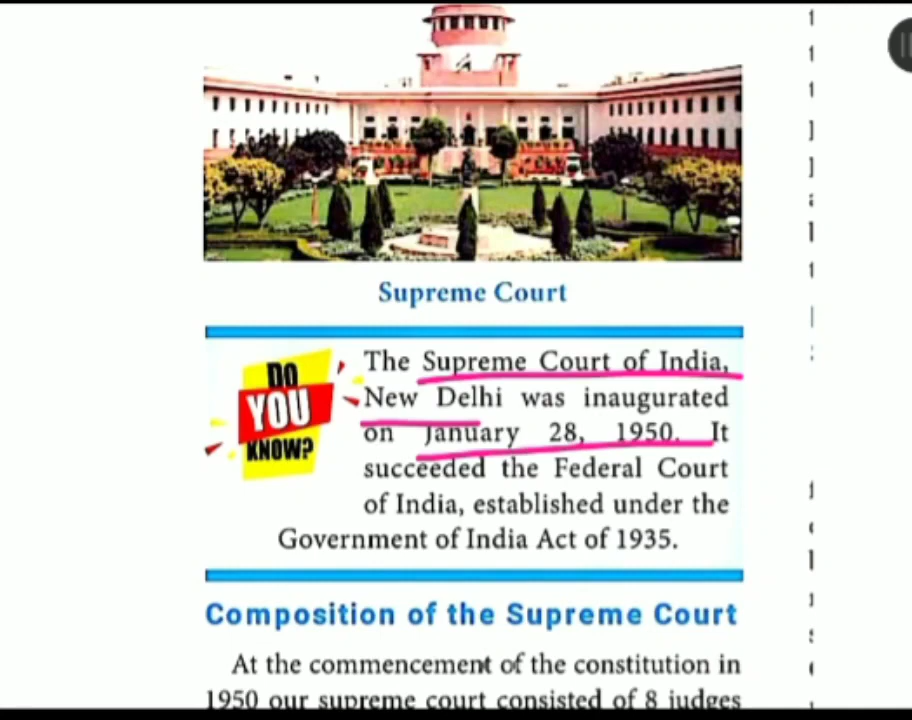 Supreme Court
DO
YOU
KNOW?
The Supreme Court of India,
New Delhi was inaugurated
on January 28, 1950. It
succeeded the Federal Court
of India, established under the
Government of India Act of 1935.
Composition of the Supreme Court
At the commencement of the constitution in
1950 our supreme court consisted of 8 judges